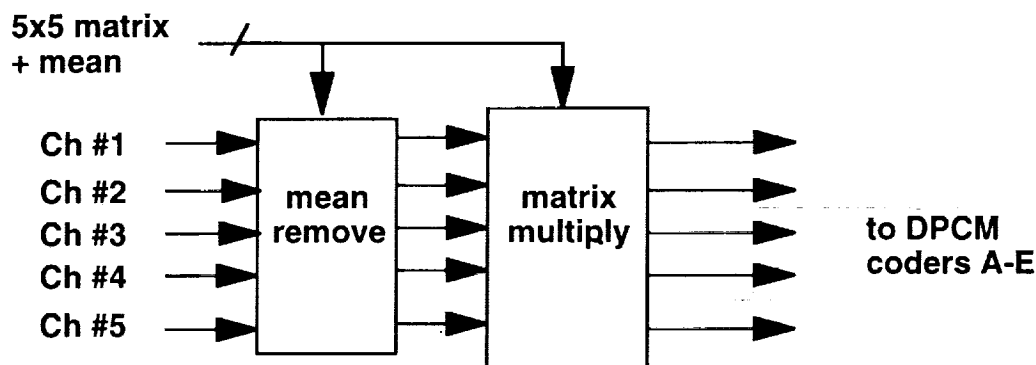 5x5 matrix
+ mean
Ch #1
Ch #2
Ch #3
Ch #4
Ch #5
mean
remove
matrix
multiply
to DPCM
coders A-E